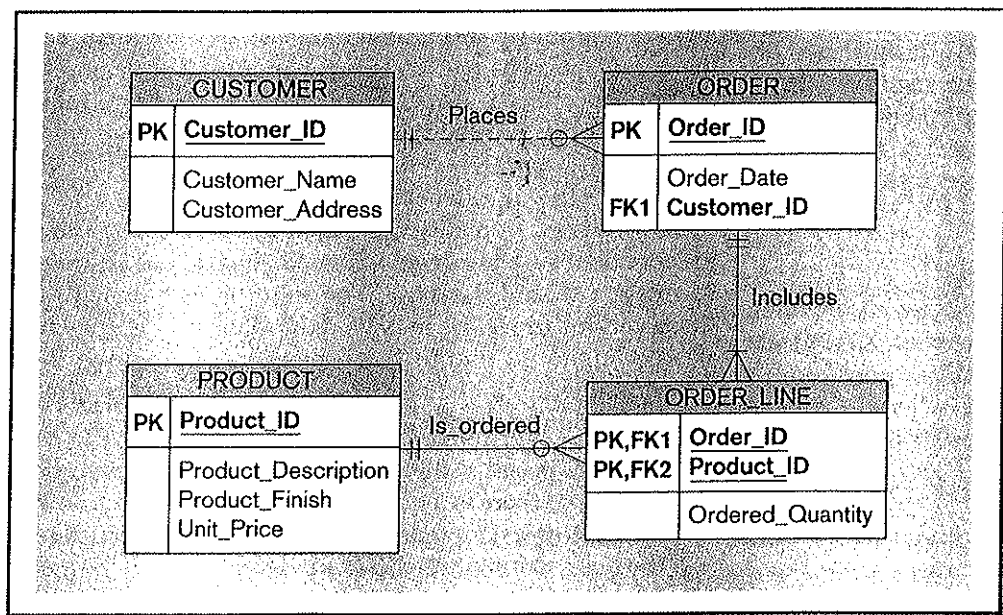 CUSTOMER
PK Customer_ID
Customer_Name
Customer_Address
Places
ORDER
PK Order_ID
Order_Date
FK1 Customer_ID
Includes
PRODUCT
PK Product_ID
Product_Description
Product_Finish
Unit_Price
Is_ordered
ORDER_LINE
PK,FK1 Order_ID
PK,FK2 Product_ID
Ordered_Quantity